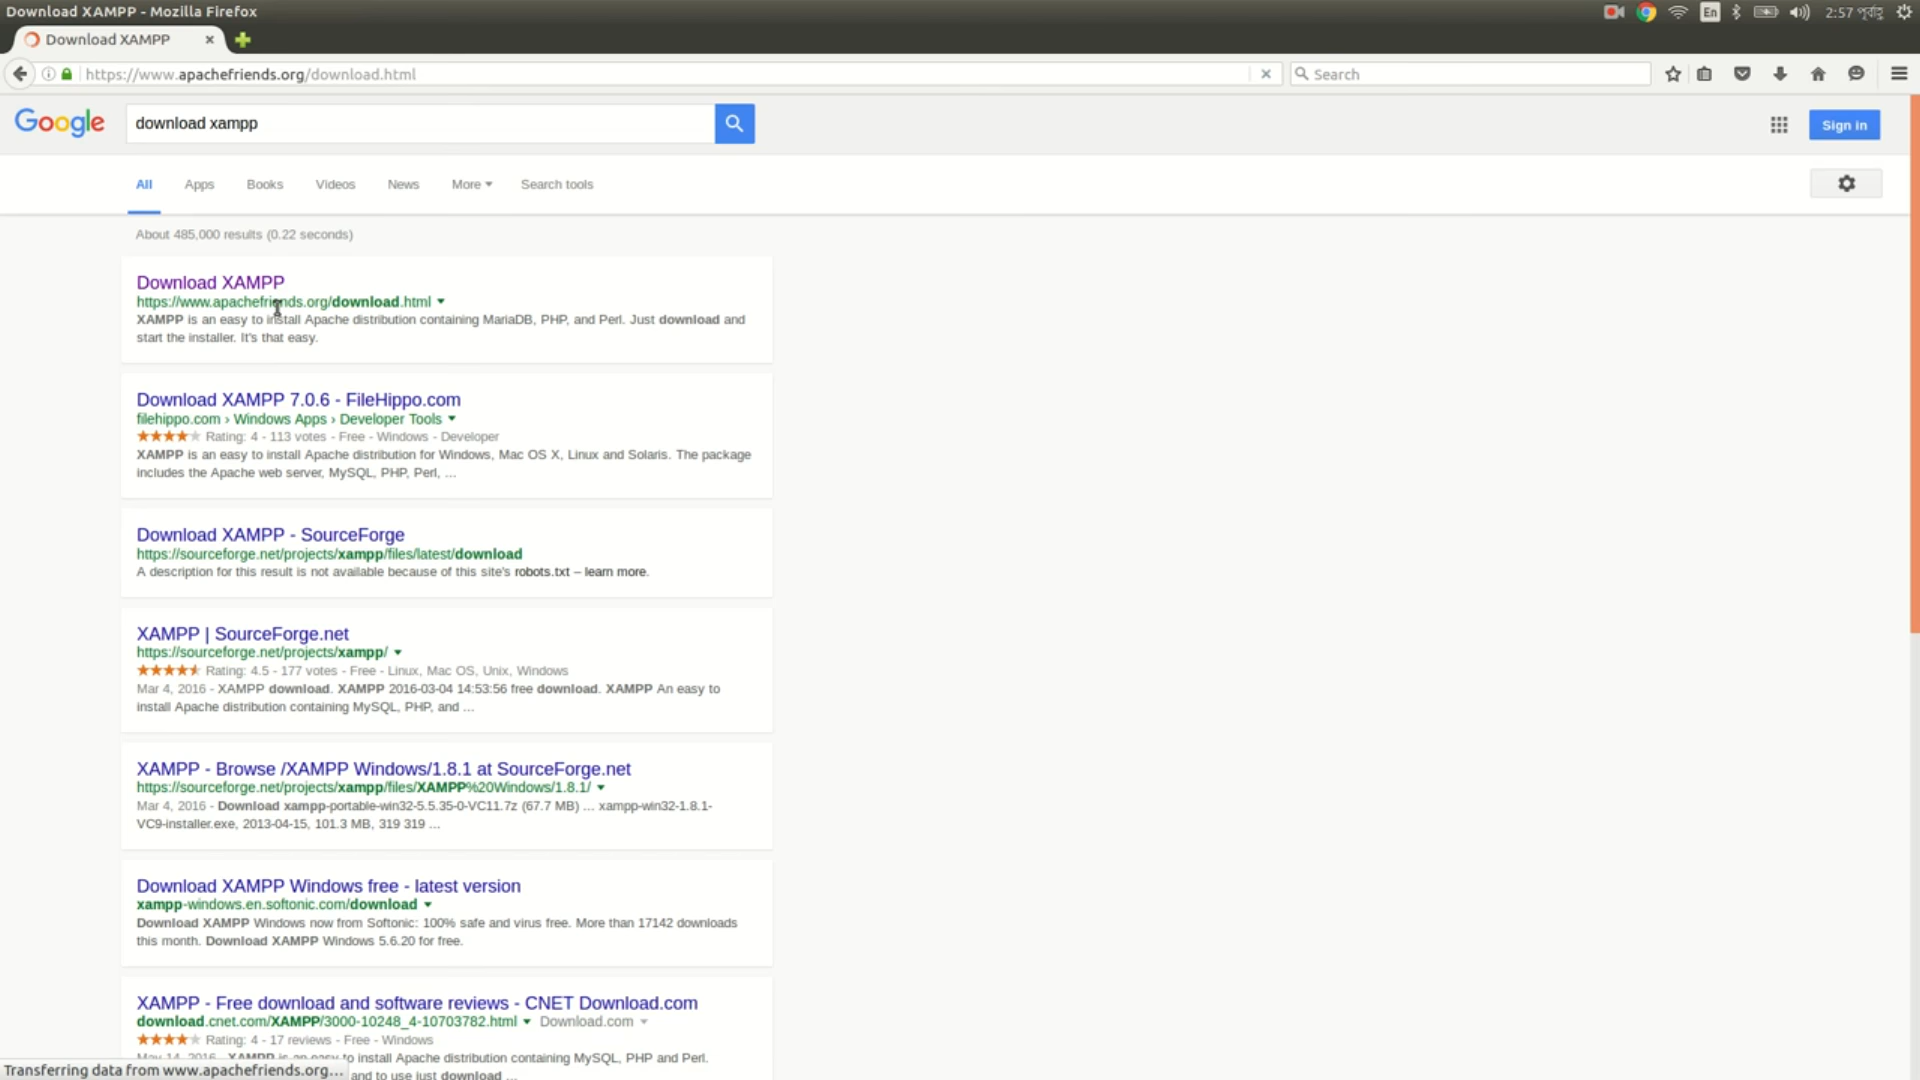 Download XAMPP - Mozilla Firefox
En
2:57 পূর্বাহ্ণ
Download XAMPP
https://www.apachefriends.org/download.html
Search
Google
download xampp
Sign in
All
Apps
Books
Videos
News
More
Search tools
About 485,000 results (0.22 seconds)
Download XAMPP
https://www.apachefriends.org/download.html
XAMPP is an easy to install Apache distribution containing MariaDB, PHP, and Perl. Just download and
start the installer. It's that easy.
Download XAMPP 7.0.6 - FileHippo.com
filehippo.com › Windows Apps › Developer Tools
Rating: 4 - 113 votes - Free - Windows - Developer
XAMPP is an easy to install Apache distribution for Windows, Mac OS X, Linux and Solaris. The package
includes the Apache web server, MySQL, PHP, Perl, ...
Download XAMPP - SourceForge
https://sourceforge.net/projects/xampp/files/latest/download
A description for this result is not available because of this site's robots.txt – learn more.
XAMPP | SourceForge.net
https://sourceforge.net/projects/xampp/
Rating: 4.5 - 177 votes - Free - Linux, Mac OS, Unix, Windows
Mar 4, 2016 - XAMPP download. XAMPP 2016-03-04 14:53:56 free download. XAMPP An easy to
install Apache distribution containing MySQL, PHP, and ...
XAMPP - Browse /XAMPP Windows/1.8.1 at SourceForge.net
https://sourceforge.net/projects/xampp/files/XAMPP%20Windows/1.8.1/
Mar 4, 2016 - Download xampp-portable-win32-5.5.35-0-VC11.7z (67.7 MB) ... xampp-win32-1.8.1-
VC9-installer.exe, 2013-04-15, 101.3 MB, 319 319 ...
Download XAMPP Windows free - latest version
xampp-windows.en.softonic.com/download
Download XAMPP Windows now from Softonic: 100% safe and virus free. More than 17142 downloads
this month. Download XAMPP Windows 5.6.20 for free.
XAMPP - Free download and software reviews - CNET Download.com
download.cnet.com/XAMPP/3000-10248_4-10703782.html Download.com
Rating: 4 - 17 reviews - Free - Windows
May 14, 2016 - XAMPP is an easy to install Apache distribution containing MySQL, PHP and Perl.
Transferring data from www.apachefriends.org...
and to use just download ...